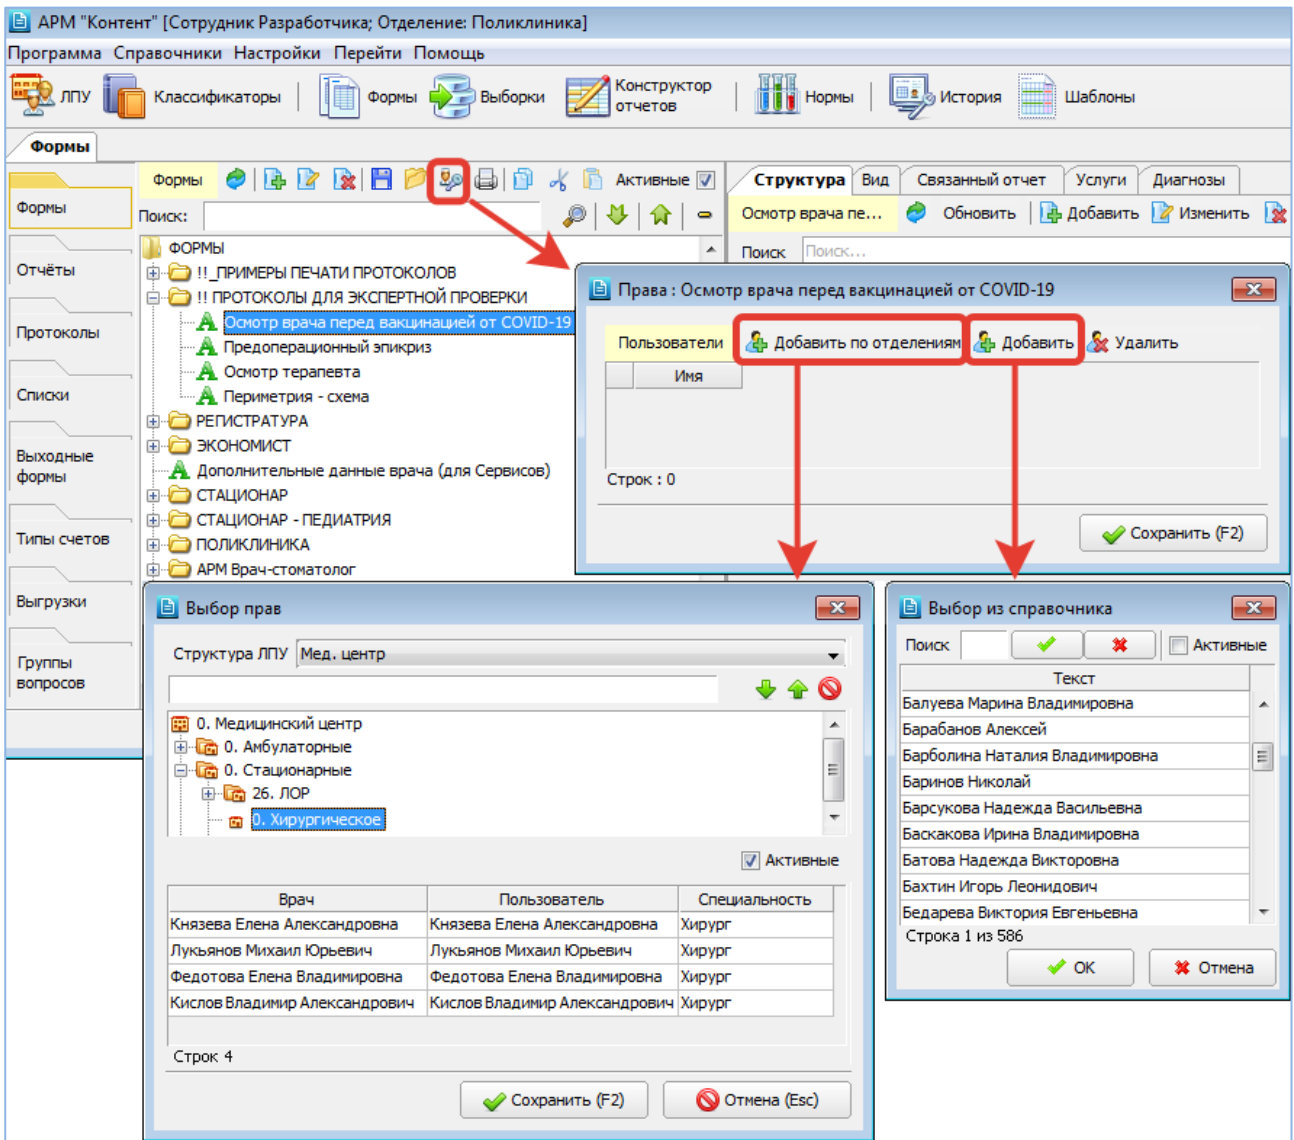 АРМ "Контент" [Сотрудник Разработчика; Отделение: Поликлиника]
Программа Справочники Настройки Перейти Помощь
ЛПУ Классификаторы Формы Выборки Конструктор отчетов Нормы История Шаблоны
Формы
Формы
Отчёты
Протоколы
Списки
Выходные
формы
Типы счетов
Выгрузки
Группы
вопросов
Формы Активные
Поиск:
ФОРМЫ
!!_ПРИМЕРЫ ПЕЧАТИ ПРОТОКОЛОВ
!! ПРОТОКОЛЫ ДЛЯ ЭКСПЕРТНОЙ ПРОВЕРКИ
Осмотр врача перед вакцинацией от COVID-19
Предоперационный эпикриз
Осмотр терапевта
Периметрия - схема
РЕГИСТРАТУРА
ЭКОНОМИСТ
Дополнительные данные врача (для Сервисов)
СТАЦИОНАР
СТАЦИОНАР - ПЕДИАТРИЯ
ПОЛИКЛИНИКА
АРМ Врач-стоматолог
Структура Вид Связанный отчет Услуги Диагнозы
Осмотр врача пе... Обновить Добавить Изменить
Поиск Поиск...
Права : Осмотр врача перед вакцинацией от COVID-19
Пользователи Добавить по отделениям Добавить Удалить
Имя
Строк : 0
Сохранить (F2)
Выбор прав
Структура ЛПУ Мед. центр
0. Медицинский центр
0. Амбулаторные
0. Стационарные
26. ЛОР
0. Хирургическое
Активные
Врач Пользователь Специальность
Князева Елена Александровна Князева Елена Александровна Хирург
Лукьянов Михаил Юрьевич Лукьянов Михаил Юрьевич Хирург
Федотова Елена Владимировна Федотова Елена Владимировна Хирург
Кислов Владимир Александрович Кислов Владимир Александрович Хирург
Строк 4
Сохранить (F2) Отмена (Esc)
Выбор из справочника
Поиск Активные
Текст
Балуева Марина Владимировна
Барабанов Алексей
Барболина Наталия Владимировна
Баринов Николай
Барсукова Надежда Васильевна
Баскакова Ирина Владимировна
Батова Надежда Викторовна
Бахтин Игорь Леонидович
Бедарева Виктория Евгеньевна
Строка 1 из 586
OK Отмена